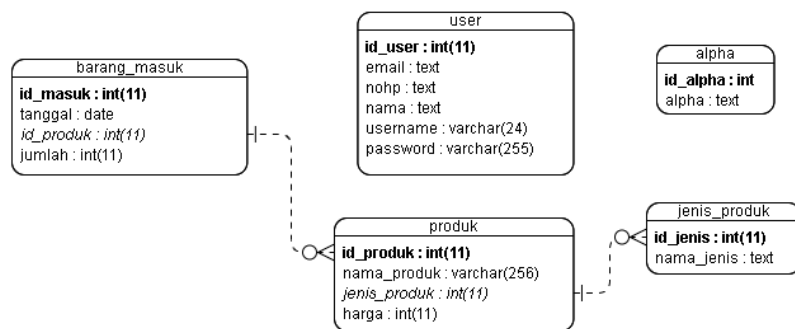 barang_masuk
id_masuk : int(11)
tanggal : date
id_produk : int(11)
jumlah : int(11)
user
id_user : int(11)
email : text
nohp : text
nama : text
username : varchar(24)
password : varchar(255)
alpha
id_alpha : int
alpha : text
produk
id_produk : int(11)
nama_produk : varchar(256)
jenis_produk : int(11)
harga : int(11)
jenis_produk
id_jenis : int(11)
nama_jenis : text